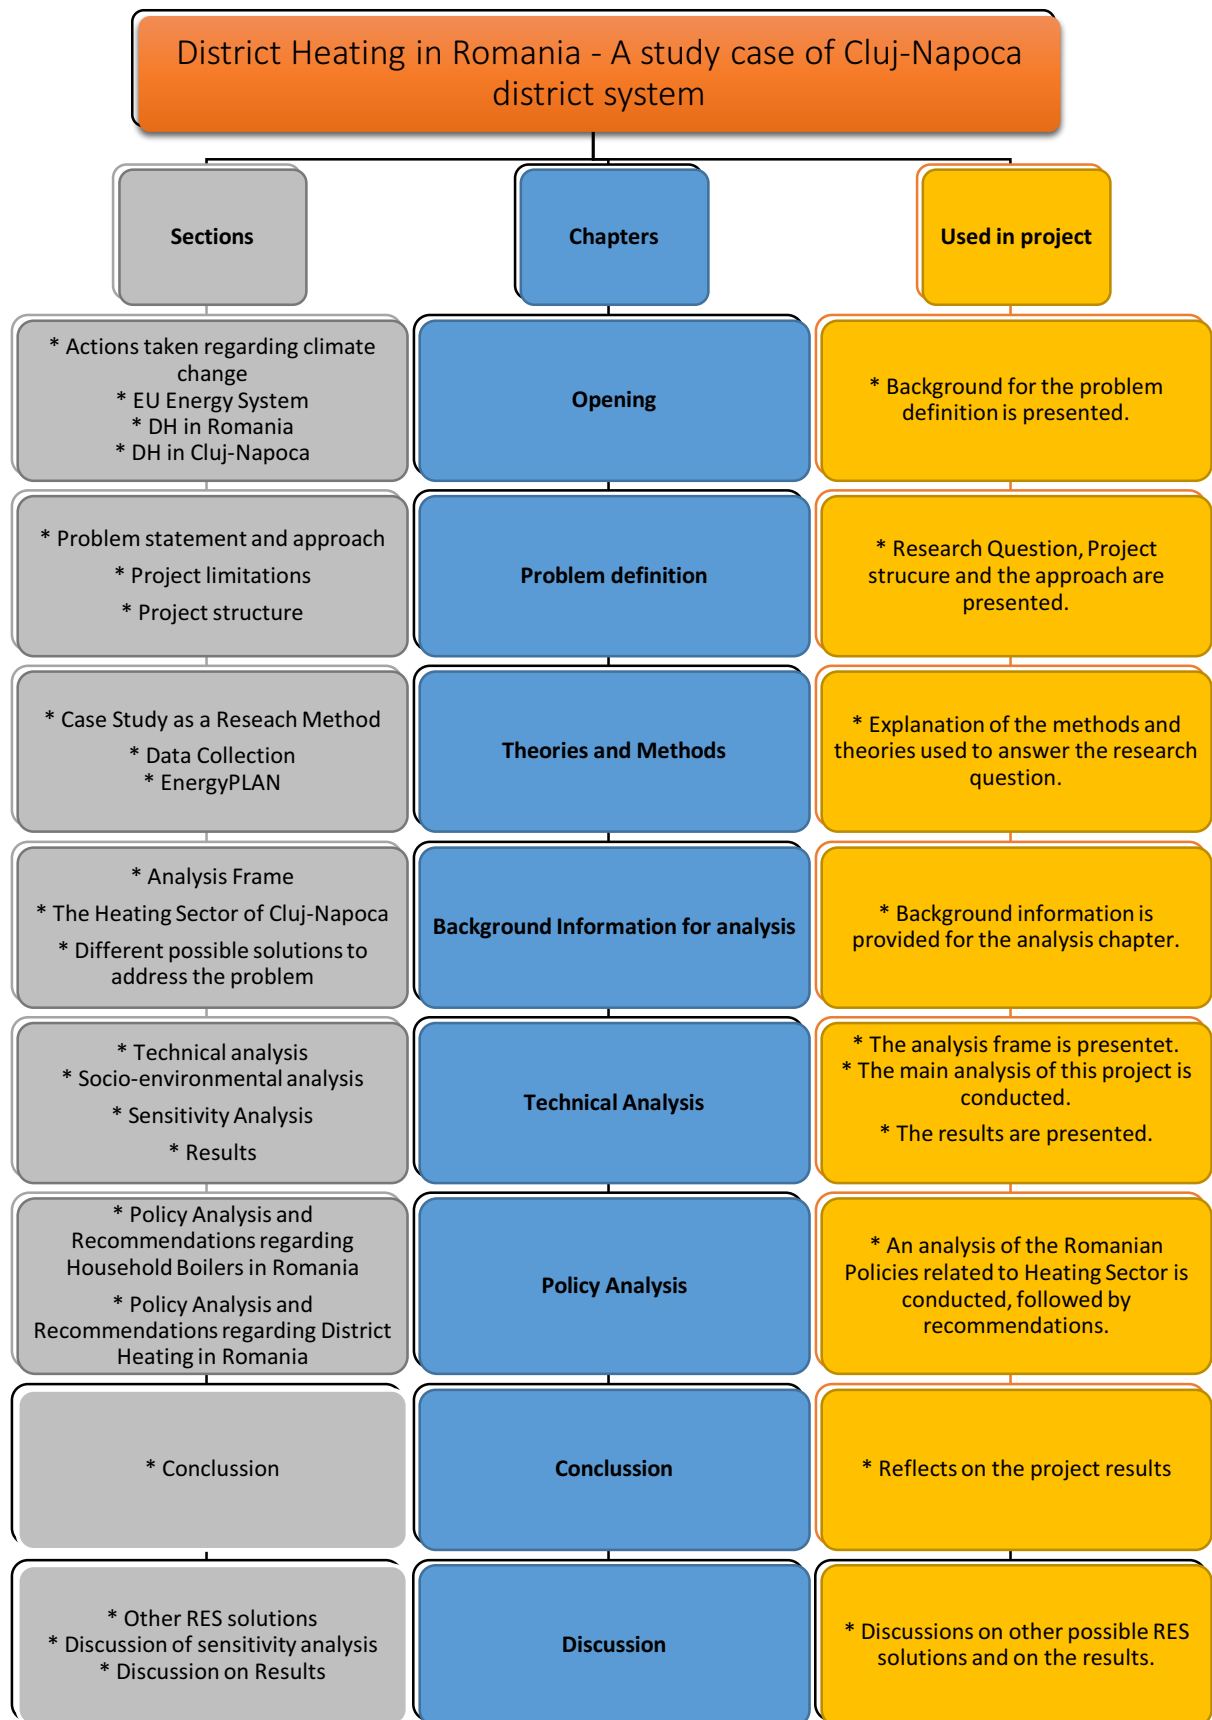 District Heating in Romania - A study case of Cluj-Napoca
district system
Sections
Chapters
Used in project
* Actions taken regarding climate
change
* EU Energy System
* DH in Romania
* DH in Cluj-Napoca
Opening
* Background for the problem
definition is presented.
* Problem statement and approach
* Project limitations
* Project structure
Problem definition
* Research Question, Project
strucure and the approach are
presented.
* Case Study as a Reseach Method
* Data Collection
* EnergyPLAN
Theories and Methods
* Explanation of the methods and
theories used to answer the research
question.
* Analysis Frame
* The Heating Sector of Cluj-Napoca
* Different possible solutions to
address the problem
Background Information for analysis
* Background information is
provided for the analysis chapter.
* Technical analysis
* Socio-environmental analysis
* Sensitivity Analysis
* Results
Technical Analysis
* The analysis frame is presentet.
* The main analysis of this project is
conducted.
* The results are presented.
* Policy Analysis and
Recommendations regarding
Household Boilers in Romania
* Policy Analysis and
Recommendations regarding District
Heating in Romania
Policy Analysis
* An analysis of the Romanian
Policies related to Heating Sector is
conducted, followed by
recommendations.
* Conclussion
Conclussion
* Reflects on the project results
* Other RES solutions
* Discussion of sensitivity analysis
* Discussion on Results
Discussion
* Discussions on other possible RES
solutions and on the results.